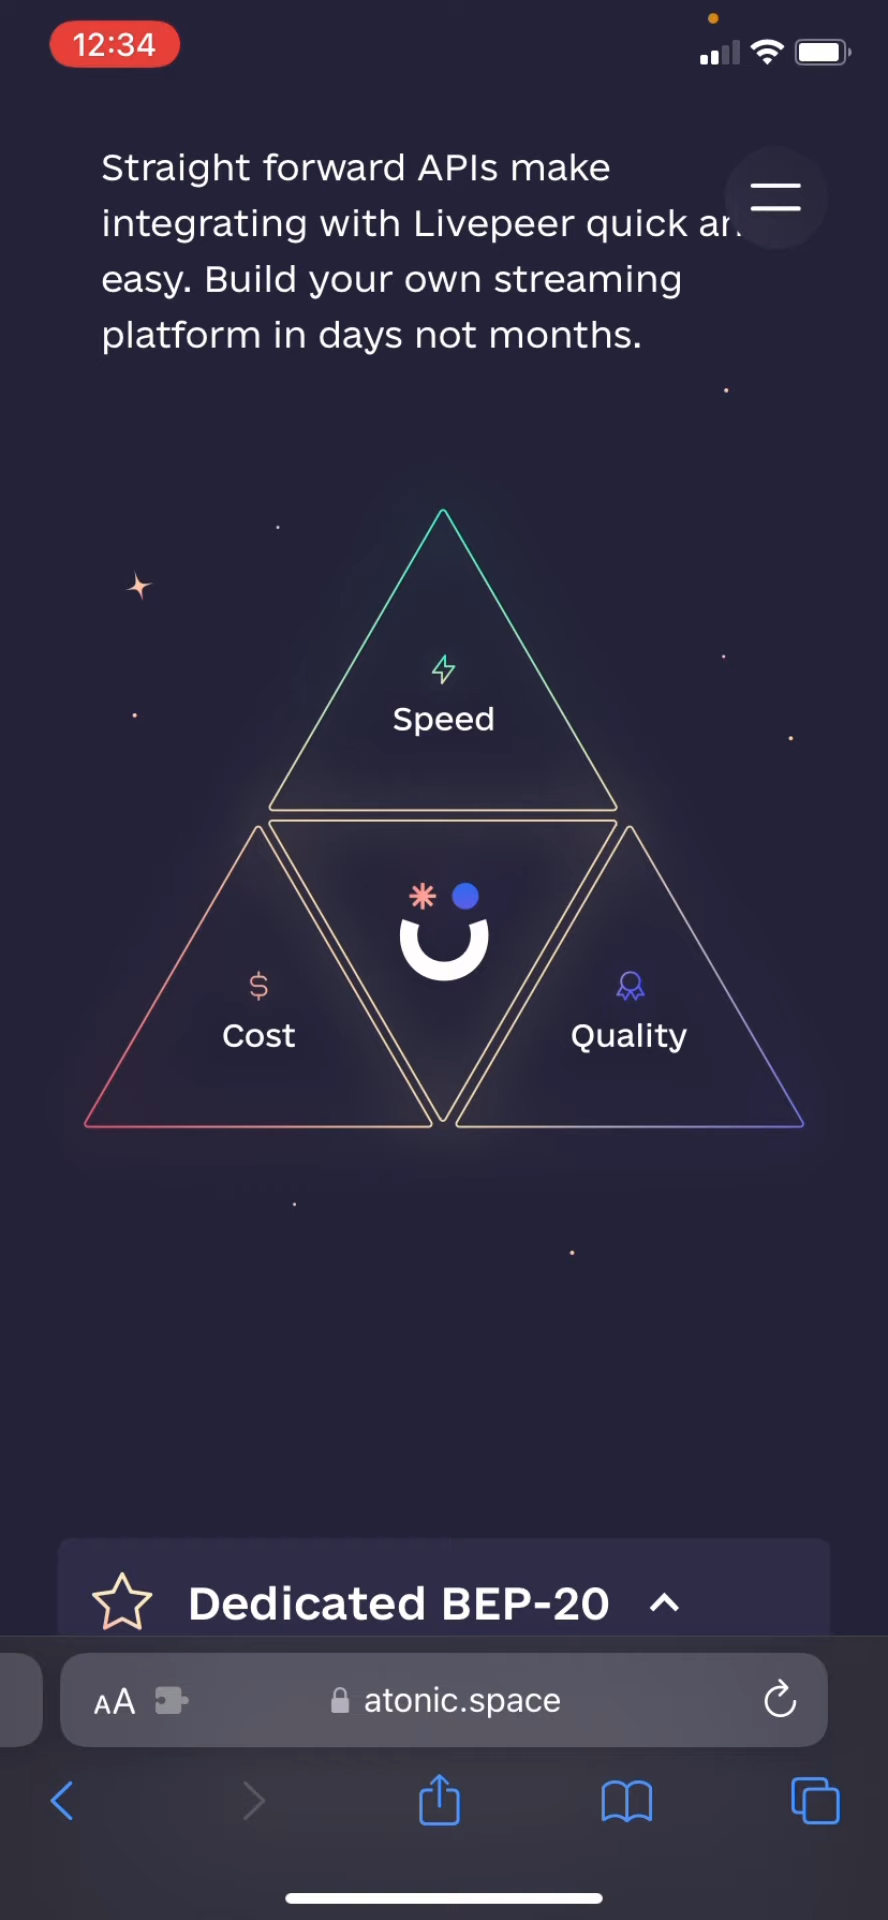 12:34
Straight forward APIs make
integrating with Livepeer quick
easy. Build your own streaming
platform in days not months.
Speed
$
Cost
Quality
Dedicated BEP-20
AA
atonic.space